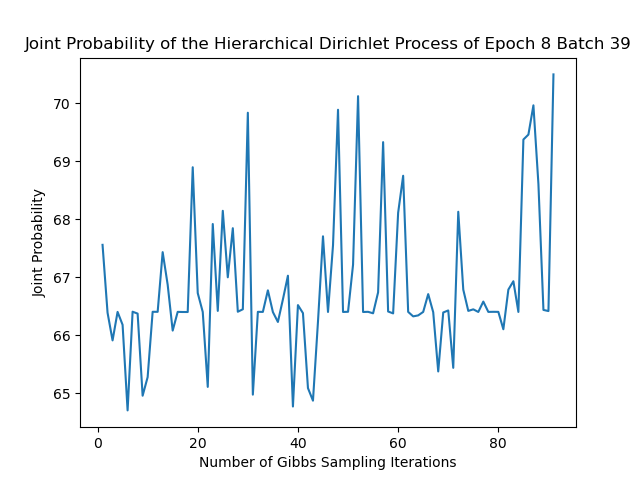 Joint Probability of the Hierarchical Dirichlet Process of Epoch 8 Batch 39
70
69
68
67
66
65
Joint Probability
0 20 40 60 80
Number of Gibbs Sampling Iterations